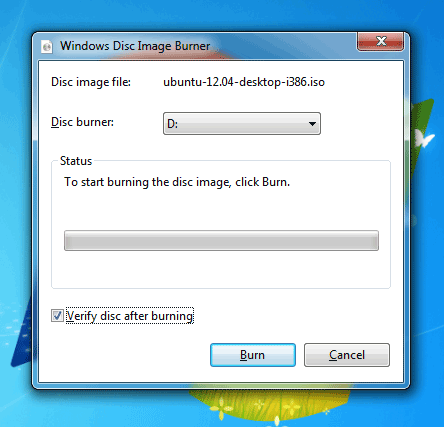 Windows Disc Image Burner
Disc image file: ubuntu-12.04-desktop-i386.iso
Disc burner: D:
Status
To start burning the disc image, click Burn.
Verify disc after burning
Burn Cancel